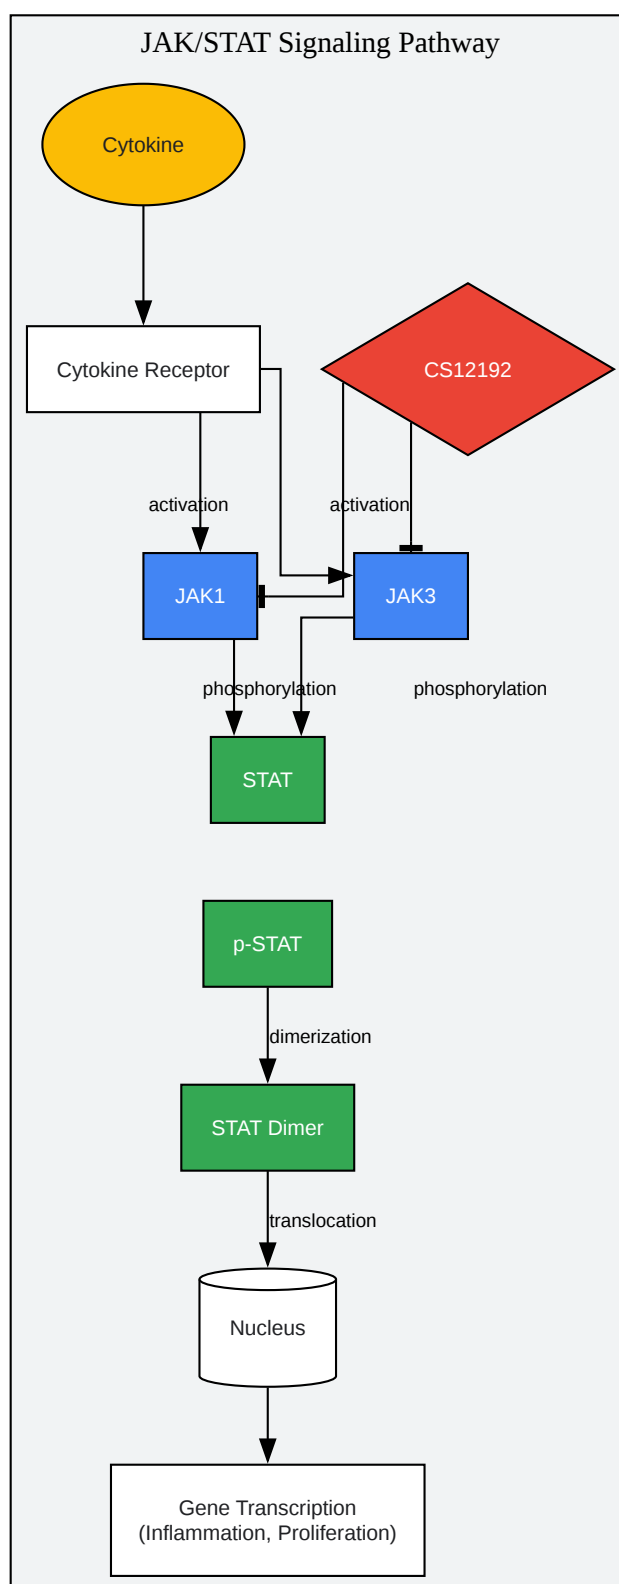 JAK/STAT Signaling Pathway
Cytokine
Cytokine Receptor
CS12192
activation
activation
JAK1
JAK3
phosphorylation
phosphorylation
STAT
p-STAT
dimerization
STAT Dimer
translocation
Nucleus
Gene Transcription
(Inflammation, Proliferation)